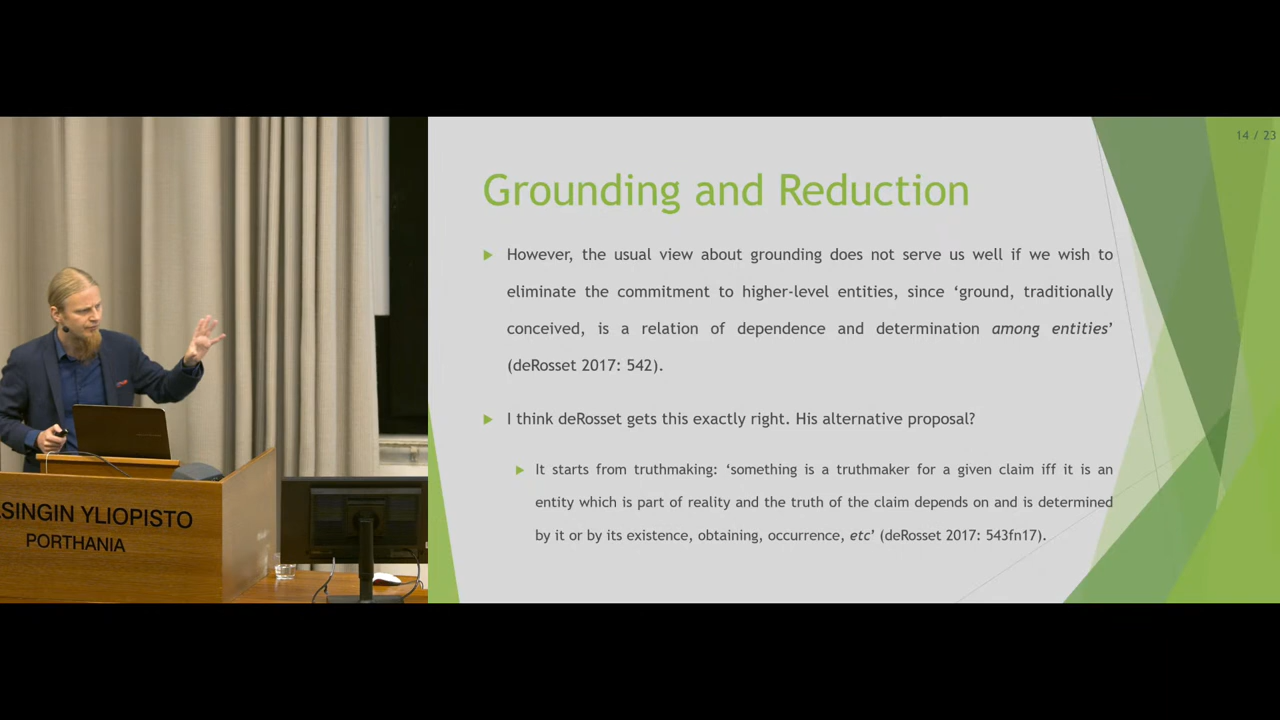 14 / 23
Grounding and Reduction
However, the usual view about grounding does not serve us well if we wish to
eliminate the commitment to higher-level entities, since ‘ground, traditionally
conceived, is a relation of dependence and determination among entities’
(deRosset 2017: 542).
I think deRosset gets this exactly right. His alternative proposal?
It starts from truthmaking: ‘something is a truthmaker for a given claim iff it is an
entity which is part of reality and the truth of the claim depends on and is determined
by it or by its existence, obtaining, occurrence, etc’ (deRosset 2017: 543fn17).
SINGIN YLIOPISTO
PORTHANIA